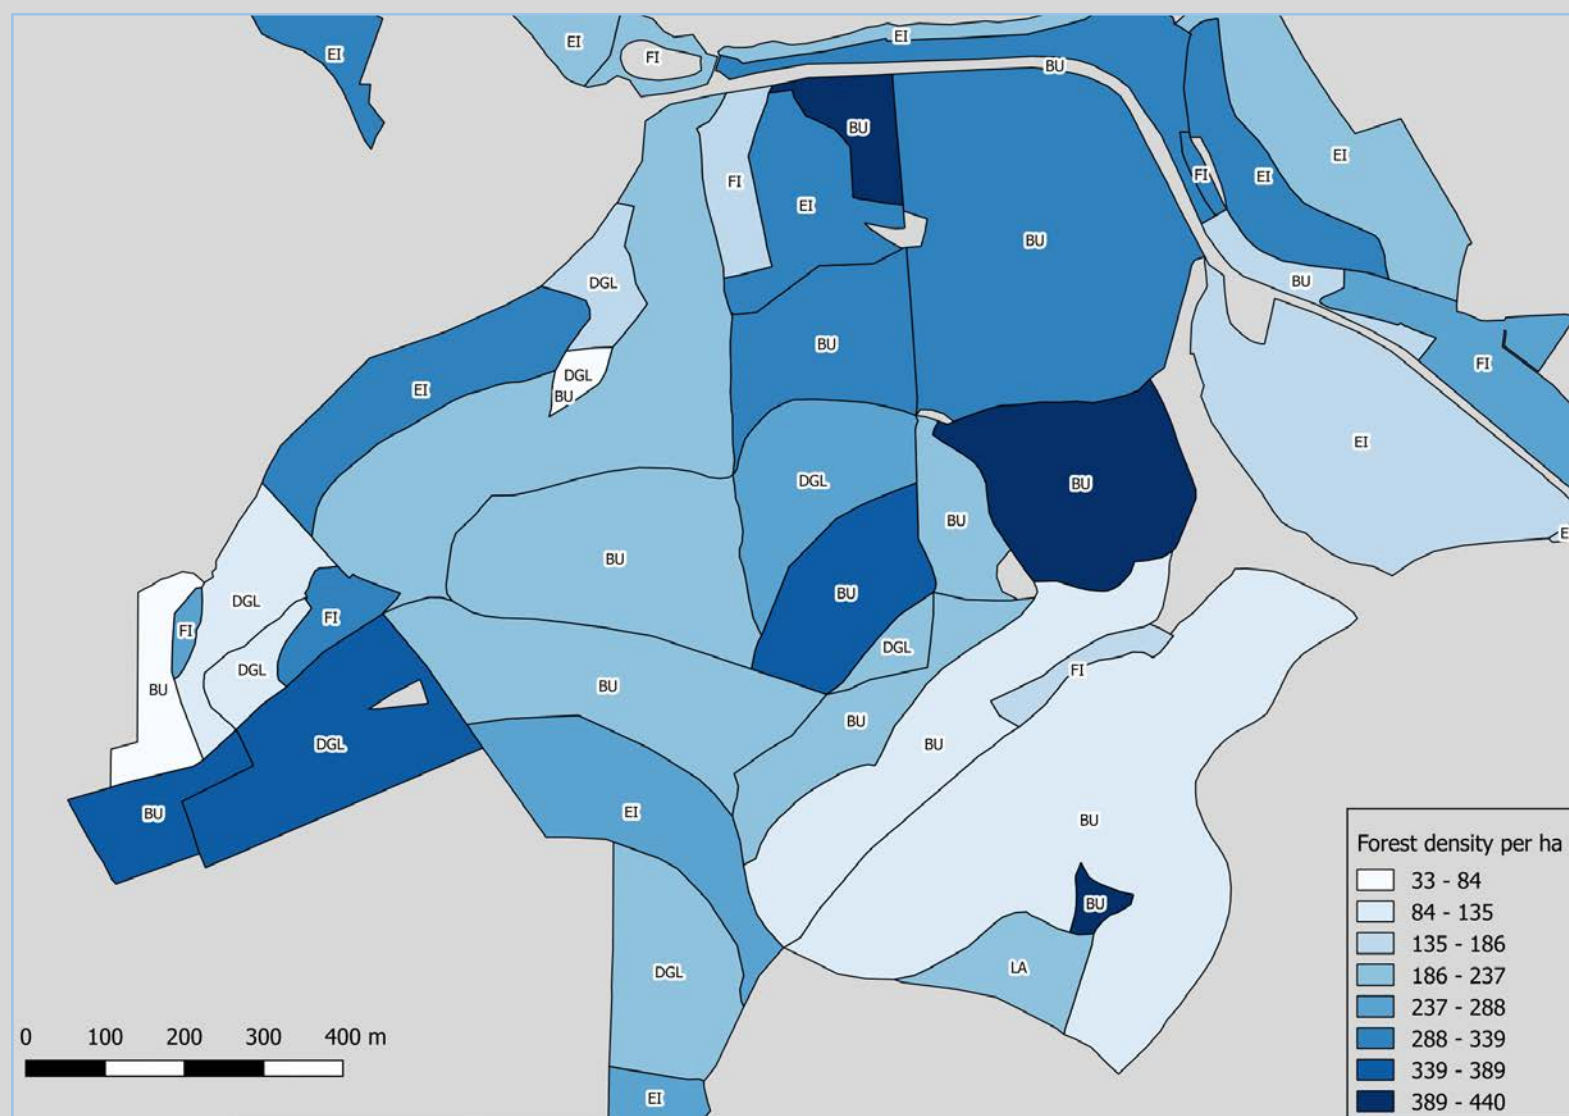 EI
EI
FI
EI
BU
BU
EI
FI
EI
FI
EI
BU
DGL
BU
BU
FI
DGL
BU
EI
EI
DGL
BU
BU
E
BU
BU
DGL
FI
FI
DGL
DGL
FI
BU
BU
BU
DGL
BU
EI
BU
BU
BU
LA
DGL
EI
0 100 200 300 400 m
Forest density per ha
33 - 84
84 - 135
135 - 186
186 - 237
237 - 288
288 - 339
339 - 389
389 - 440